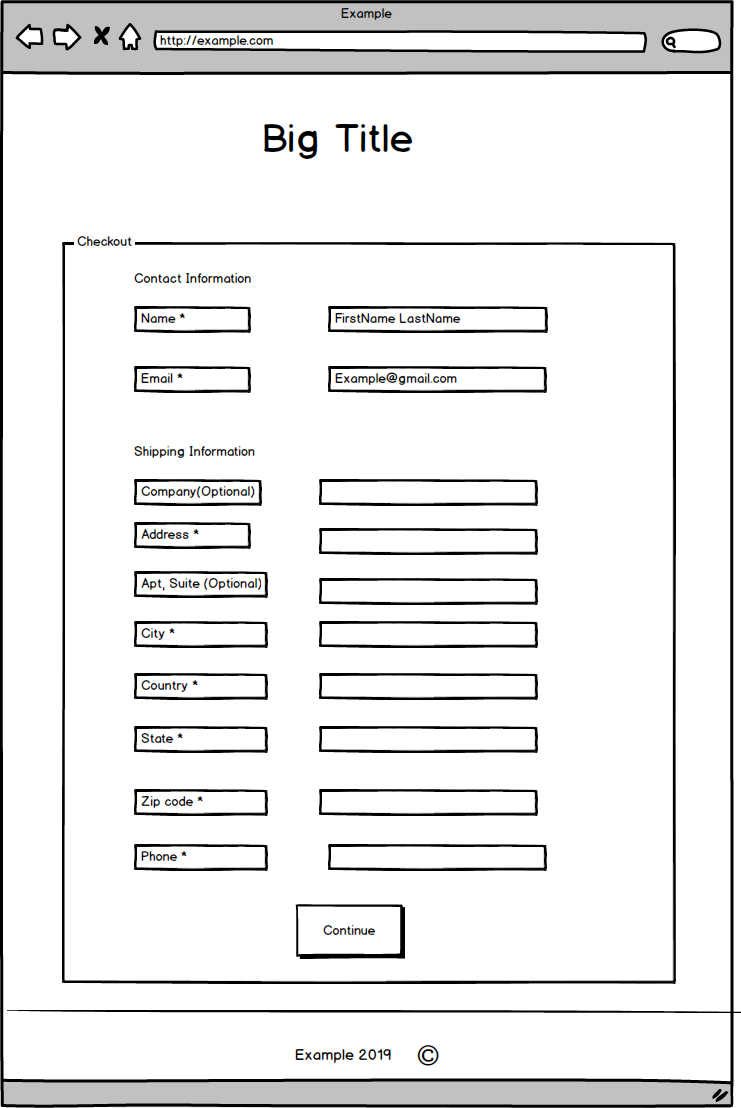 Example
http://example.com
Big Title
Checkout
Contact Information
Name * FirstName LastName
Email * Example@gmail.com
Shipping Information
Company(Optional)
Address *
Apt, Suite (Optional)
City *
Country *
State *
Zip code *
Phone *
Continue
Example 2019 ©